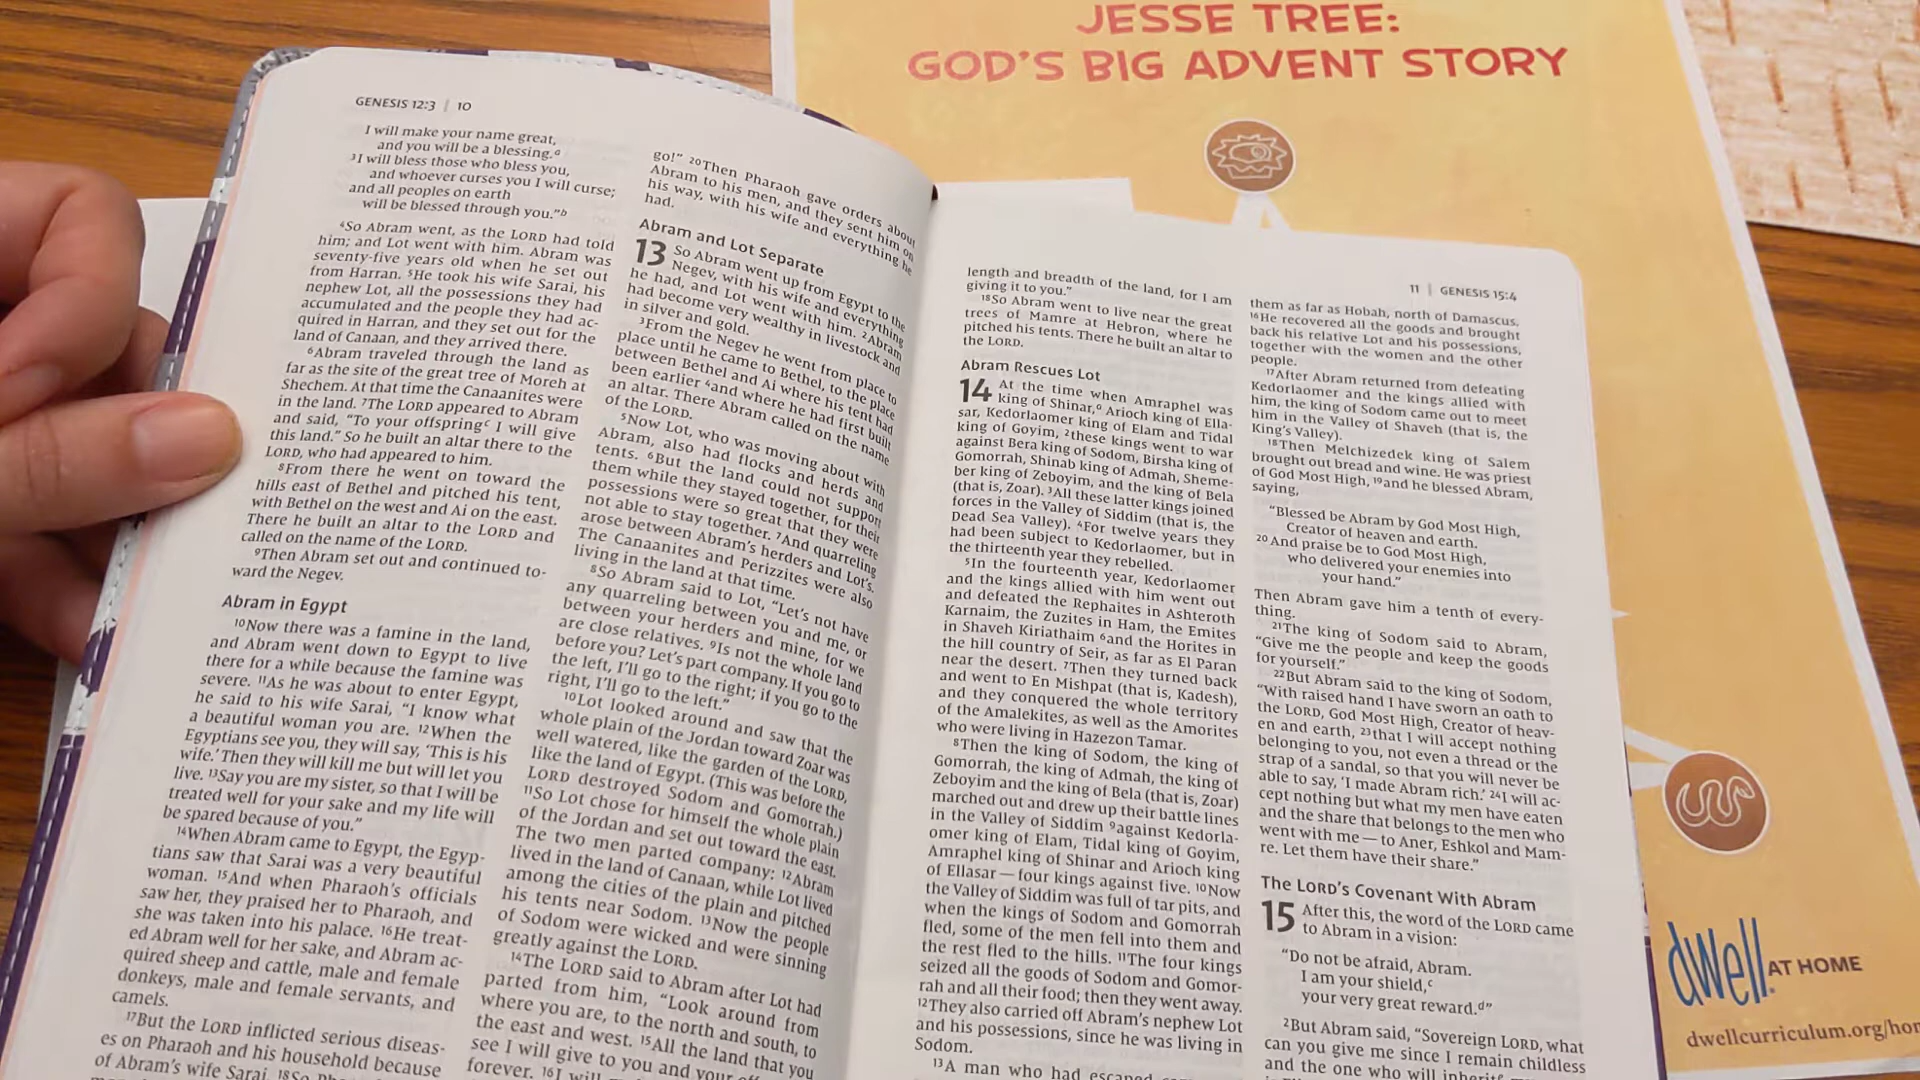 JESSE TREE:
GOD'S BIG ADVENT STORY
GENESIS 12:3 | 10
I will make your name great,
and you will be a blessing.a
3I will bless those who bless you,
and whoever curses you I will curse;
and all peoples on earth
will be blessed through you."b
4So Abram went, as the LORD had told
him; and Lot went with him. Abram was
seventy-five years old when he set out
from Harran. 5He took his wife Sarai, his
nephew Lot, all the possessions they had
accumulated and the people they had ac-
quired in Harran, and they set out for the
land of Canaan, and they arrived there.
6Abram traveled through the land as
far as the site of the great tree of Moreh at
Shechem. At that time the Canaanites were
in the land. 7The LORD appeared to Abram
and said, "To your offspringc I will give
this land." So he built an altar there to the
LORD, who had appeared to him.
8From there he went on toward the
hills east of Bethel and pitched his tent,
with Bethel on the west and Ai on the east.
There he built an altar to the LORD and
called on the name of the LORD.
9Then Abram set out and continued to-
ward the Negev.
Abram in Egypt
10Now there was a famine in the land,
and Abram went down to Egypt to live
there for a while because the famine was
severe. 11As he was about to enter Egypt,
he said to his wife Sarai, "I know what
a beautiful woman you are. 12When the
Egyptians see you, they will say, 'This is his
wife.' Then they will kill me but will let you
live. 13Say you are my sister, so that I will be
treated well for your sake and my life will
be spared because of you."
14When Abram came to Egypt, the Egyp-
tians saw that Sarai was a very beautiful
woman. 15And when Pharaoh's officials
saw her, they praised her to Pharaoh, and
she was taken into his palace. 16He treat-
ed Abram well for her sake, and Abram ac-
quired sheep and cattle, male and female
donkeys, male and female servants, and
camels.
17But the LORD inflicted serious diseas-
es on Pharaoh and his household because
of Abram's wife Sarai. 18So
go!" 20Then Pharaoh gave orders about
Abram to his men, and they sent him on
his way, with his wife and everything he
had.
Abram and Lot Separate
13 So Abram went up from Egypt to the
Negev, with his wife and everything
he had, and Lot went with him. 2Abram
had become very wealthy in livestock and
in silver and gold.
3From the Negev he went from place to
place until he came to Bethel, to the place
between Bethel and Ai where his tent had
been earlier 4and where he had first built
an altar. There Abram called on the name
of the LORD.
5Now Lot, who was moving about with
Abram, also had flocks and herds and
tents. 6But the land could not support
them while they stayed together, for their
possessions were so great that they were
not able to stay together. 7And quarreling
arose between Abram's herders and Lot's.
The Canaanites and Perizzites were also
living in the land at that time.
8So Abram said to Lot, "Let's not have
any quarreling between you and me, or
between your herders and mine, for we
are close relatives. 9Is not the whole land
before you? Let's part company. If you go to
the left, I'll go to the right; if you go to the
right, I'll go to the left."
10Lot looked around and saw that the
whole plain of the Jordan toward Zoar was
well watered, like the garden of the LORD,
like the land of Egypt. (This was before the
LORD destroyed Sodom and Gomorrah.)
11So Lot chose for himself the whole plain
of the Jordan and set out toward the east.
The two men parted company: 12Abram
lived in the land of Canaan, while Lot lived
among the cities of the plain and pitched
his tents near Sodom. 13Now the people
of Sodom were wicked and were sinning
greatly against the LORD.
14The LORD said to Abram after Lot had
parted from him, "Look around from
where you are, to the north and south, to
the east and west. 15All the land that you
see I will give to you and your
forever. 16I will
11 | GENESIS 15:4
length and breadth of the land, for I am
giving it to you."
18So Abram went to live near the great
trees of Mamre at Hebron, where he
pitched his tents. There he built an altar to
the LORD.
Abram Rescues Lot
14 At the time when Amraphel was
king of Shinar,a Arioch king of Ella-
sar, Kedorlaomer king of Elam and Tidal
king of Goyim, 2these kings went to war
against Bera king of Sodom, Birsha king of
Gomorrah, Shinab king of Admah, Sheme-
ber king of Zeboyim, and the king of Bela
(that is, Zoar). 3All these latter kings joined
forces in the Valley of Siddim (that is, the
Dead Sea Valley). 4For twelve years they
had been subject to Kedorlaomer, but in
the thirteenth year they rebelled.
5In the fourteenth year, Kedorlaomer
and the kings allied with him went out
and defeated the Rephaites in Ashteroth
Karnaim, the Zuzites in Ham, the Emites
in Shaveh Kiriathaim 6and the Horites in
the hill country of Seir, as far as El Paran
near the desert. 7Then they turned back
and went to En Mishpat (that is, Kadesh),
and they conquered the whole territory
of the Amalekites, as well as the Amorites
who were living in Hazezon Tamar.
8Then the king of Sodom, the king of
Gomorrah, the king of Admah, the king of
Zeboyim and the king of Bela (that is, Zoar)
marched out and drew up their battle lines
in the Valley of Siddim 9against Kedorla-
omer king of Elam, Tidal king of Goyim,
Amraphel king of Shinar and Arioch king
of Ellasar — four kings against five. 10Now
the Valley of Siddim was full of tar pits, and
when the kings of Sodom and Gomorrah
fled, some of the men fell into them and
the rest fled to the hills. 11The four kings
seized all the goods of Sodom and Gomor-
rah and all their food; then they went away.
12They also carried off Abram's nephew Lot
and his possessions, since he was living in
Sodom.
13A man who had escaped
them as far as Hobah, north of Damascus.
16He recovered all the goods and brought
back his relative Lot and his possessions,
together with the women and the other
people.
17After Abram returned from defeating
Kedorlaomer and the kings allied with
him, the king of Sodom came out to meet
him in the Valley of Shaveh (that is, the
King's Valley).
18Then Melchizedek king of Salem
brought out bread and wine. He was priest
of God Most High, 19and he blessed Abram,
saying,
"Blessed be Abram by God Most High,
Creator of heaven and earth.
20And praise be to God Most High,
who delivered your enemies into
your hand."
Then Abram gave him a tenth of every-
thing.
21The king of Sodom said to Abram,
"Give me the people and keep the goods
for yourself."
22But Abram said to the king of Sodom,
"With raised hand I have sworn an oath to
the LORD, God Most High, Creator of heav-
en and earth, 23that I will accept nothing
belonging to you, not even a thread or the
strap of a sandal, so that you will never be
able to say, 'I made Abram rich.' 24I will ac-
cept nothing but what my men have eaten
and the share that belongs to the men who
went with me — to Aner, Eshkol and Mam-
re. Let them have their share."
The LORD's Covenant With Abram
15 After this, the word of the LORD came
to Abram in a vision:
"Do not be afraid, Abram.
I am your shield,c
your very great reward.d"
2But Abram said, "Sovereign LORD, what
can you give me since I remain childless
and the one who will inherit
dwell AT HOME
dwellcurriculum.org/hom